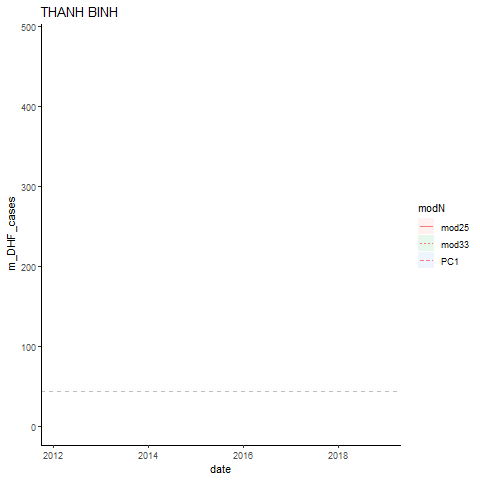 THANH BINH
500
400
300
200
100
0
m_DHF_cases
2012
2014
2016
2018
date
modN
mod25
mod33
PC1